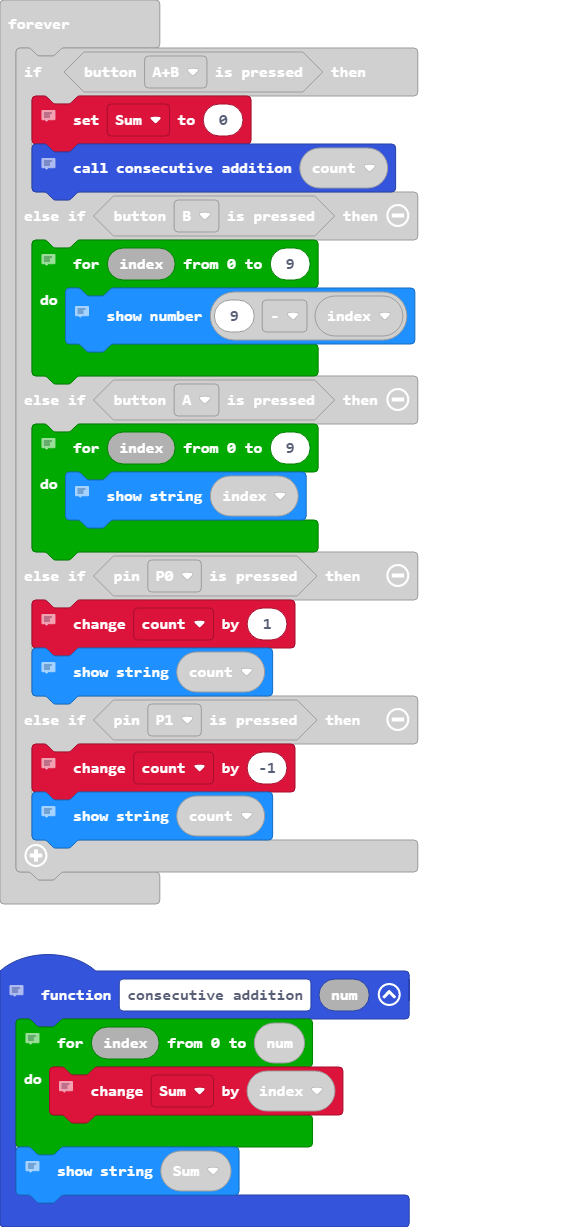 forever
if button A+B is pressed then
set Sum to 0
call consecutive addition count
else if button B is pressed then
for index from 0 to 9
do
show number 9 - index
else if button A is pressed then
for index from 0 to 9
do
show string index
else if pin P0 is pressed then
change count by 1
show string count
else if pin P1 is pressed then
change count by -1
show string count
function consecutive addition num
for index from 0 to num
do
change Sum by index
show string Sum